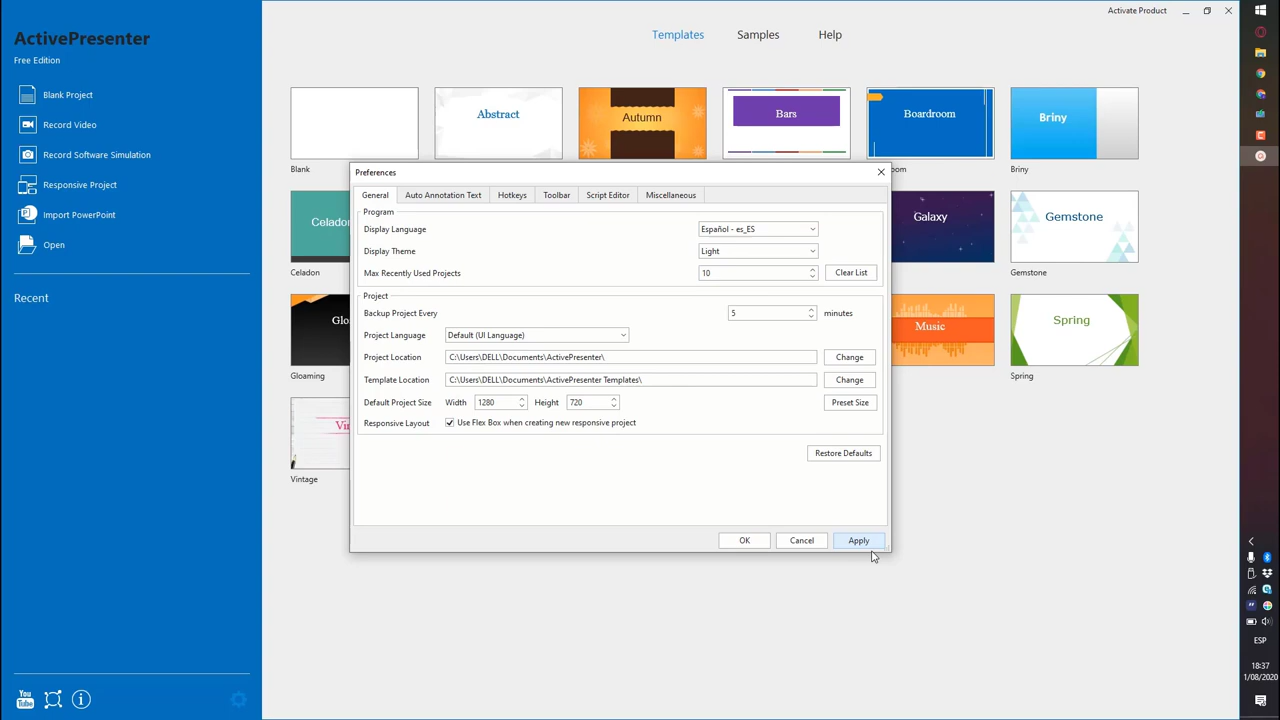 Activate Product
ActivePresenter
Free Edition
Blank Project
Record Video
Record Software Simulation
Responsive Project
Import PowerPoint
Open
Recent
Templates
Samples
Help
Abstract
Autumn
Bars
Boardroom
Briny
Blank
oom
Briny
Celadon
Galaxy
Gemstone
Celadon
Gemstone
Glo
Music
Spring
Gloaming
Spring
Vin
Vintage
Preferences
General
Auto Annotation Text
Hotkeys
Toolbar
Script Editor
Miscellaneous
Program
Display Language
Español - es_ES
Display Theme
Light
Max Recently Used Projects
10
Clear List
Project
Backup Project Every
5
minutes
Project Language
Default (UI Language)
Project Location
C:\Users\DELL\Documents\ActivePresenter\
Change
Template Location
C:\Users\DELL\Documents\ActivePresenter Templates\
Change
Default Project Size
Width
1280
Height
720
Preset Size
Responsive Layout
Use Flex Box when creating new responsive project
Restore Defaults
OK
Cancel
Apply
You
Tube
ESP
18:37
1/08/2020